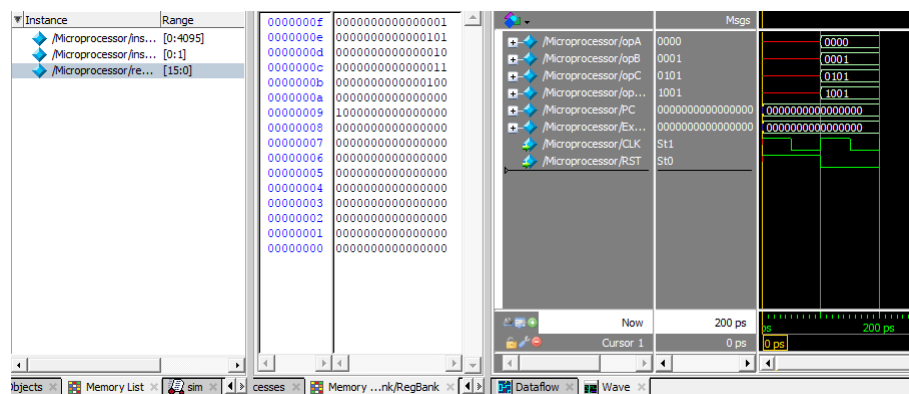 Instance Range
/Microprocessor/ins... [0:4095]
/Microprocessor/ins... [0:1]
/Microprocessor/re... [15:0]
0000000f 0000000000000001
0000000e 0000000000000101
0000000d 0000000000000010
0000000c 0000000000000011
0000000b 0000000000000100
0000000a 0000000000000000
00000009 1000000000000000
00000008 0000000000000000
00000007 0000000000000000
00000006 0000000000000000
00000005 0000000000000000
00000004 0000000000000000
00000003 0000000000000000
00000002 0000000000000000
00000001 0000000000000000
00000000 0000000000000000
Msgs
/Microprocessor/opA 0000 0000
/Microprocessor/opB 0001 0001
/Microprocessor/opC 0101 0101
/Microprocessor/op... 1001 1001
/Microprocessor/PC 0000000000000000 0000000000000000
/Microprocessor/Ex... 0000000000000000 0000000000000000
/Microprocessor/CLK St1
/Microprocessor/RST St0
Now 200 ps ps 200 ps
Cursor 1 0 ps 0 ps
bjects Memory List sim cesses Memory ...nk/RegBank Dataflow Wave